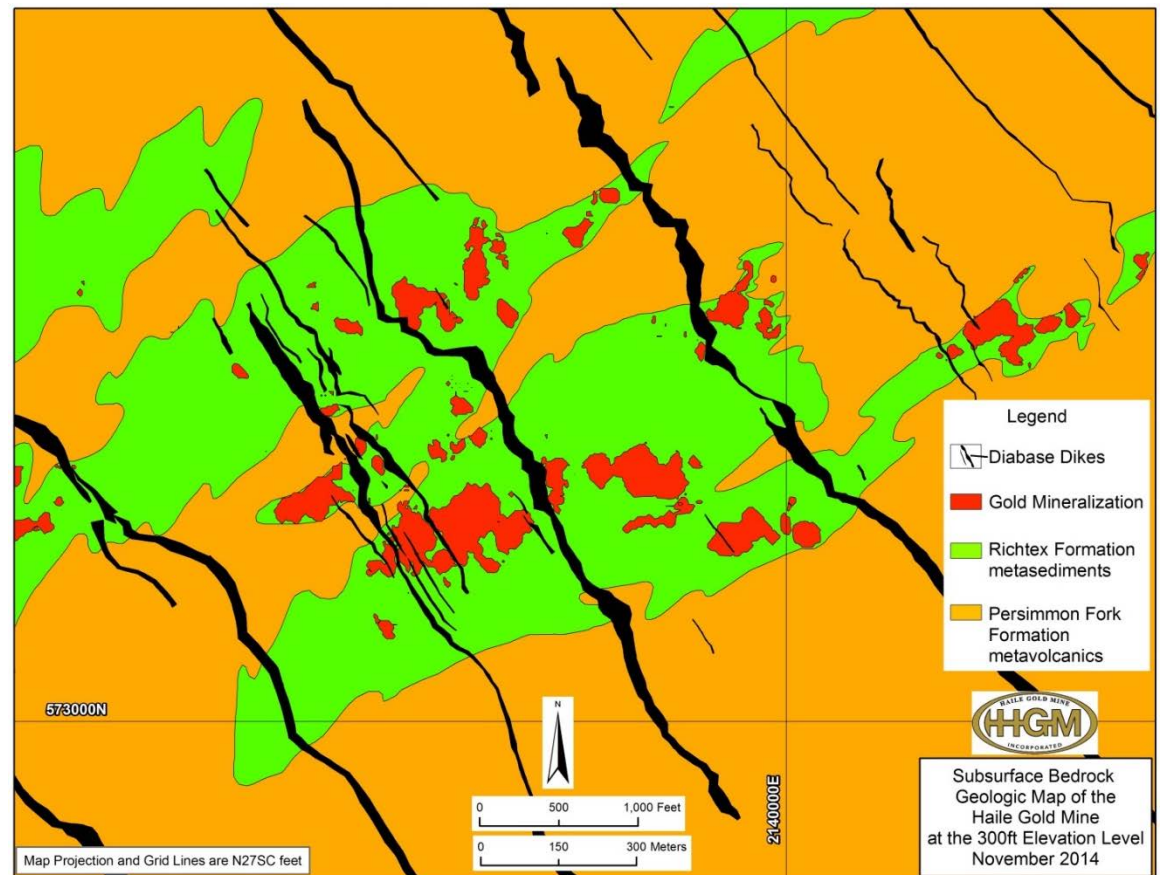 Legend
Diabase Dikes
Gold Mineralization
Richtex Formation
metasediments
Persimmon Fork
Formation
metavolcanics
573000N
N
2140000E
HAILE GOLD MINE
HHGM
INCORPORATED
0 500 1,000 Feet
0 150 300 Meters
Subsurface Bedrock
Geologic Map of the
Haile Gold Mine
at the 300ft Elevation Level
November 2014
Map Projection and Grid Lines are N27SC feet